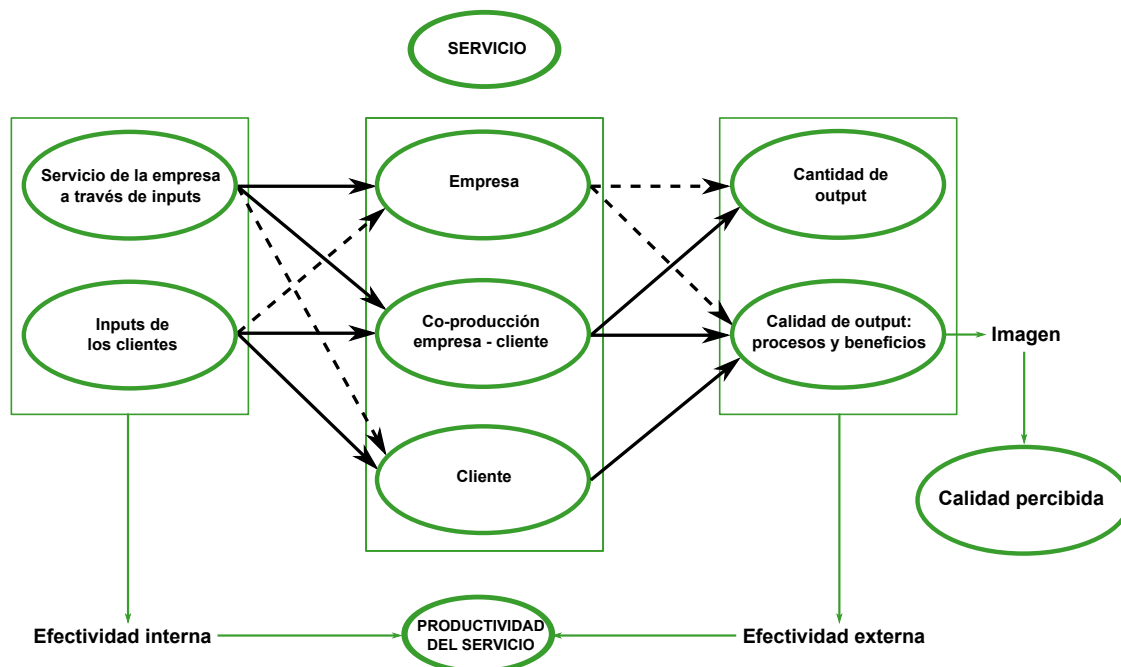 SERVICIO
Servicio de la empresa
a través de inputs
Empresa
Cantidad de
output
Inputs de
los clientes
Co-producción
empresa - cliente
Calidad de output:
procesos y beneficios
Imagen
Cliente
Calidad percibida
Efectividad interna
PRODUCTIVIDAD
DEL SERVICIO
Efectividad externa